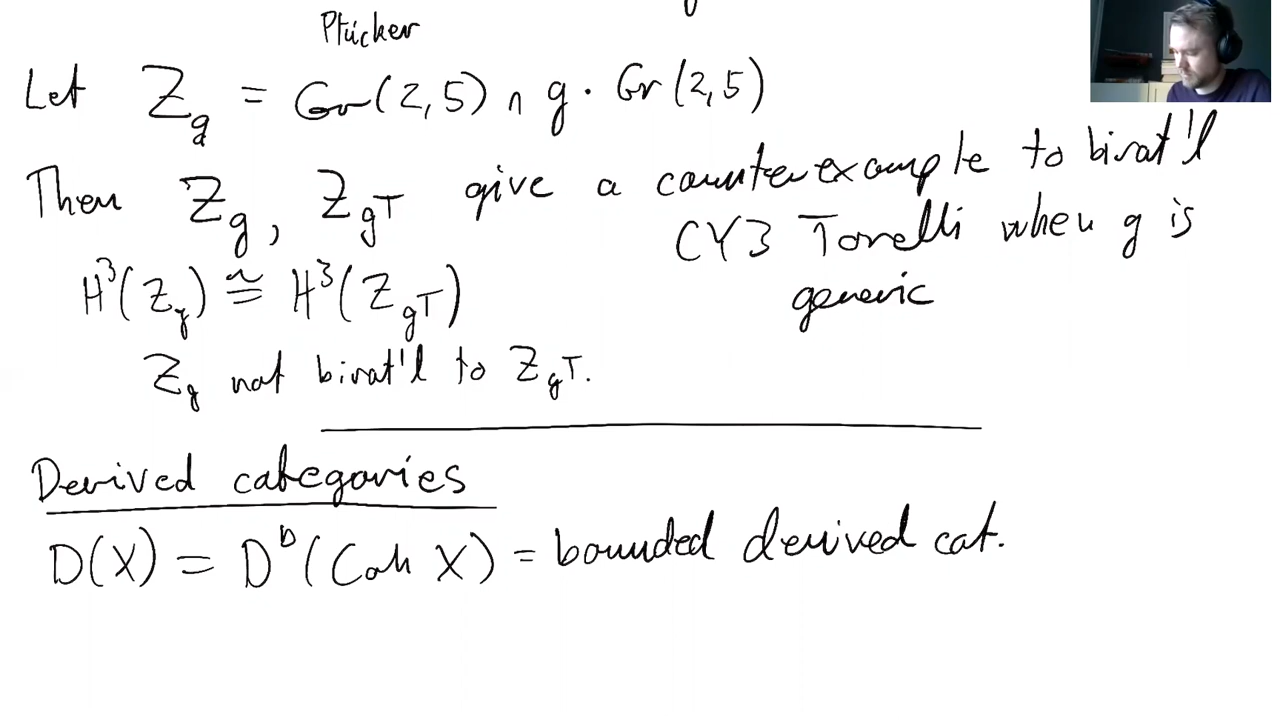 Plücker
Let Z_g = Gr(2,5) ∩ g · Gr(2,5)
Then Z_g, Z_{g^T} give a counterexample to birat'l
CY3 Torelli when g is
generic
H^3(Z_g) ≅ H^3(Z_{g^T})
Z_g not birat'l to Z_{g^T}.
Derived categories
D(X) = D^b(Coh X) = bounded derived cat.